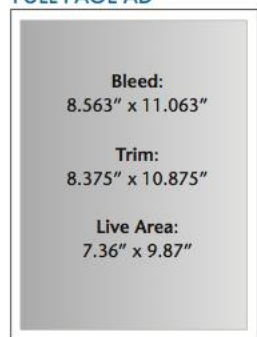 FULL PAGE AD
Bleed:
8.563” x 11.063”
Trim:
8.375” x 10.875”
Live Area:
7.36” x 9.87”